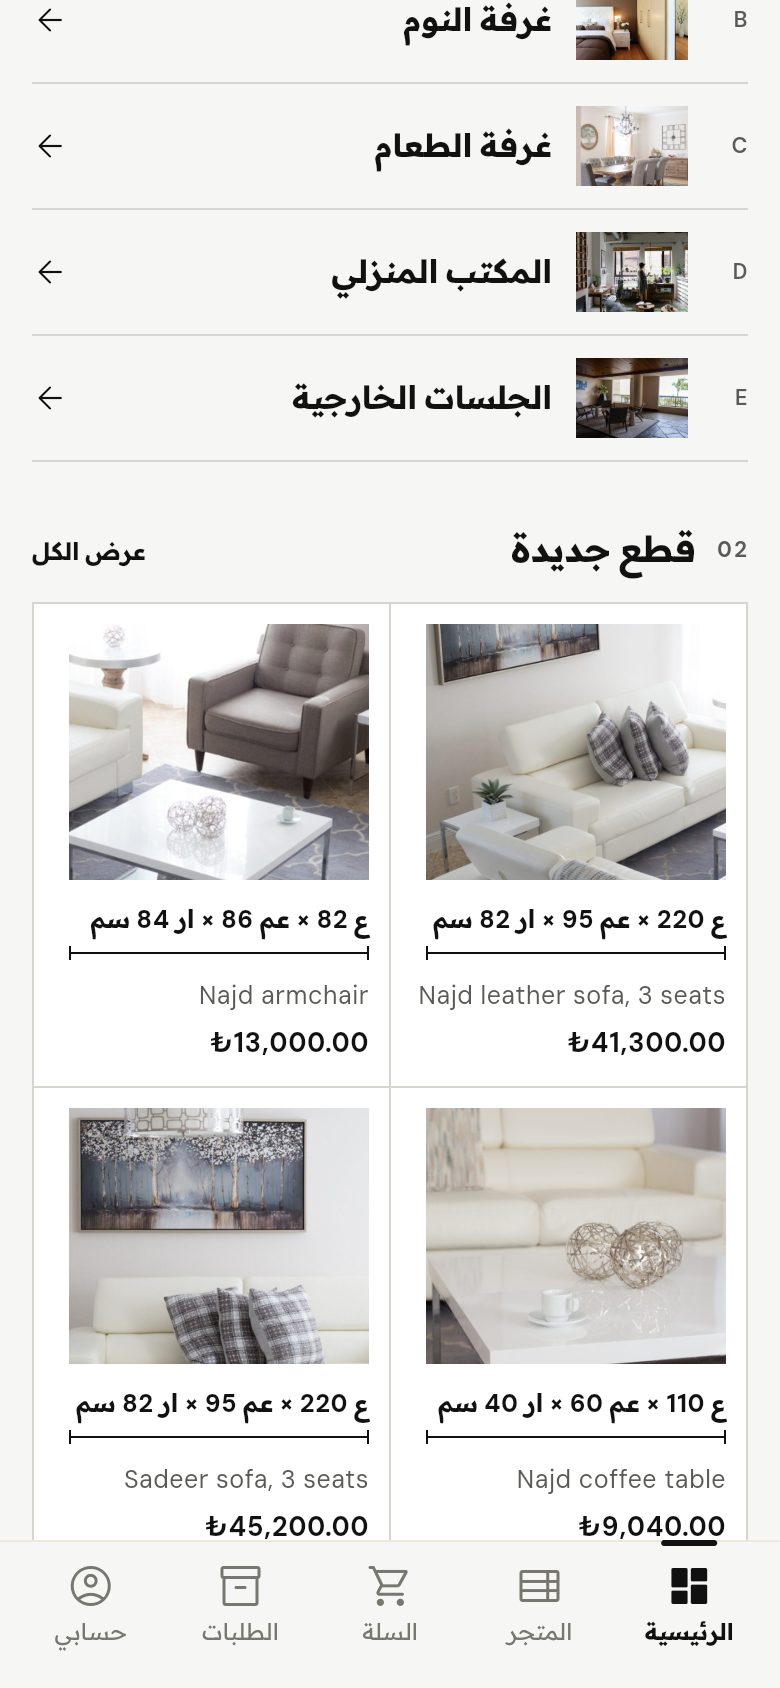 B غرفة النوم
C غرفة الطعام
D المكتب المنزلي
E الجلسات الخارجية
02 قطع جديدة
عرض الكل
ع 220 × عم 95 × ار 82 سم
Najd leather sofa, 3 seats
₺41,300.00
ع 82 × عم 86 × ار 84 سم
Najd armchair
₺13,000.00
ع 110 × عم 60 × ار 40 سم
Najd coffee table
₺9,040.00
ع 220 × عم 95 × ار 82 سم
Sadeer sofa, 3 seats
₺45,200.00
الرئيسية
المتجر
السلة
الطلبات
حسابي